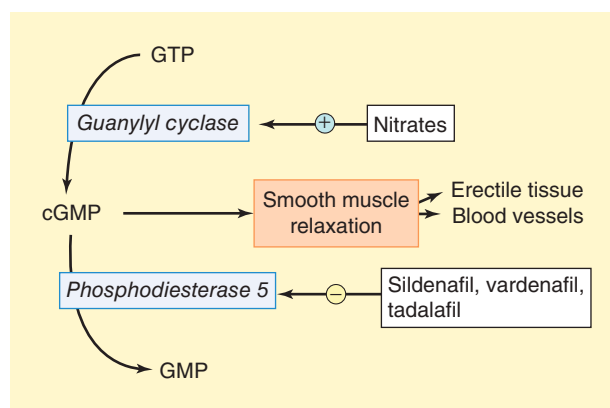 GTP
Guanylyl cyclase
+
Nitrates
cGMP
Smooth muscle
relaxation
Erectile tissue
Blood vessels
Phosphodiesterase 5
−
Sildenafil, vardenafil,
tadalafil
GMP